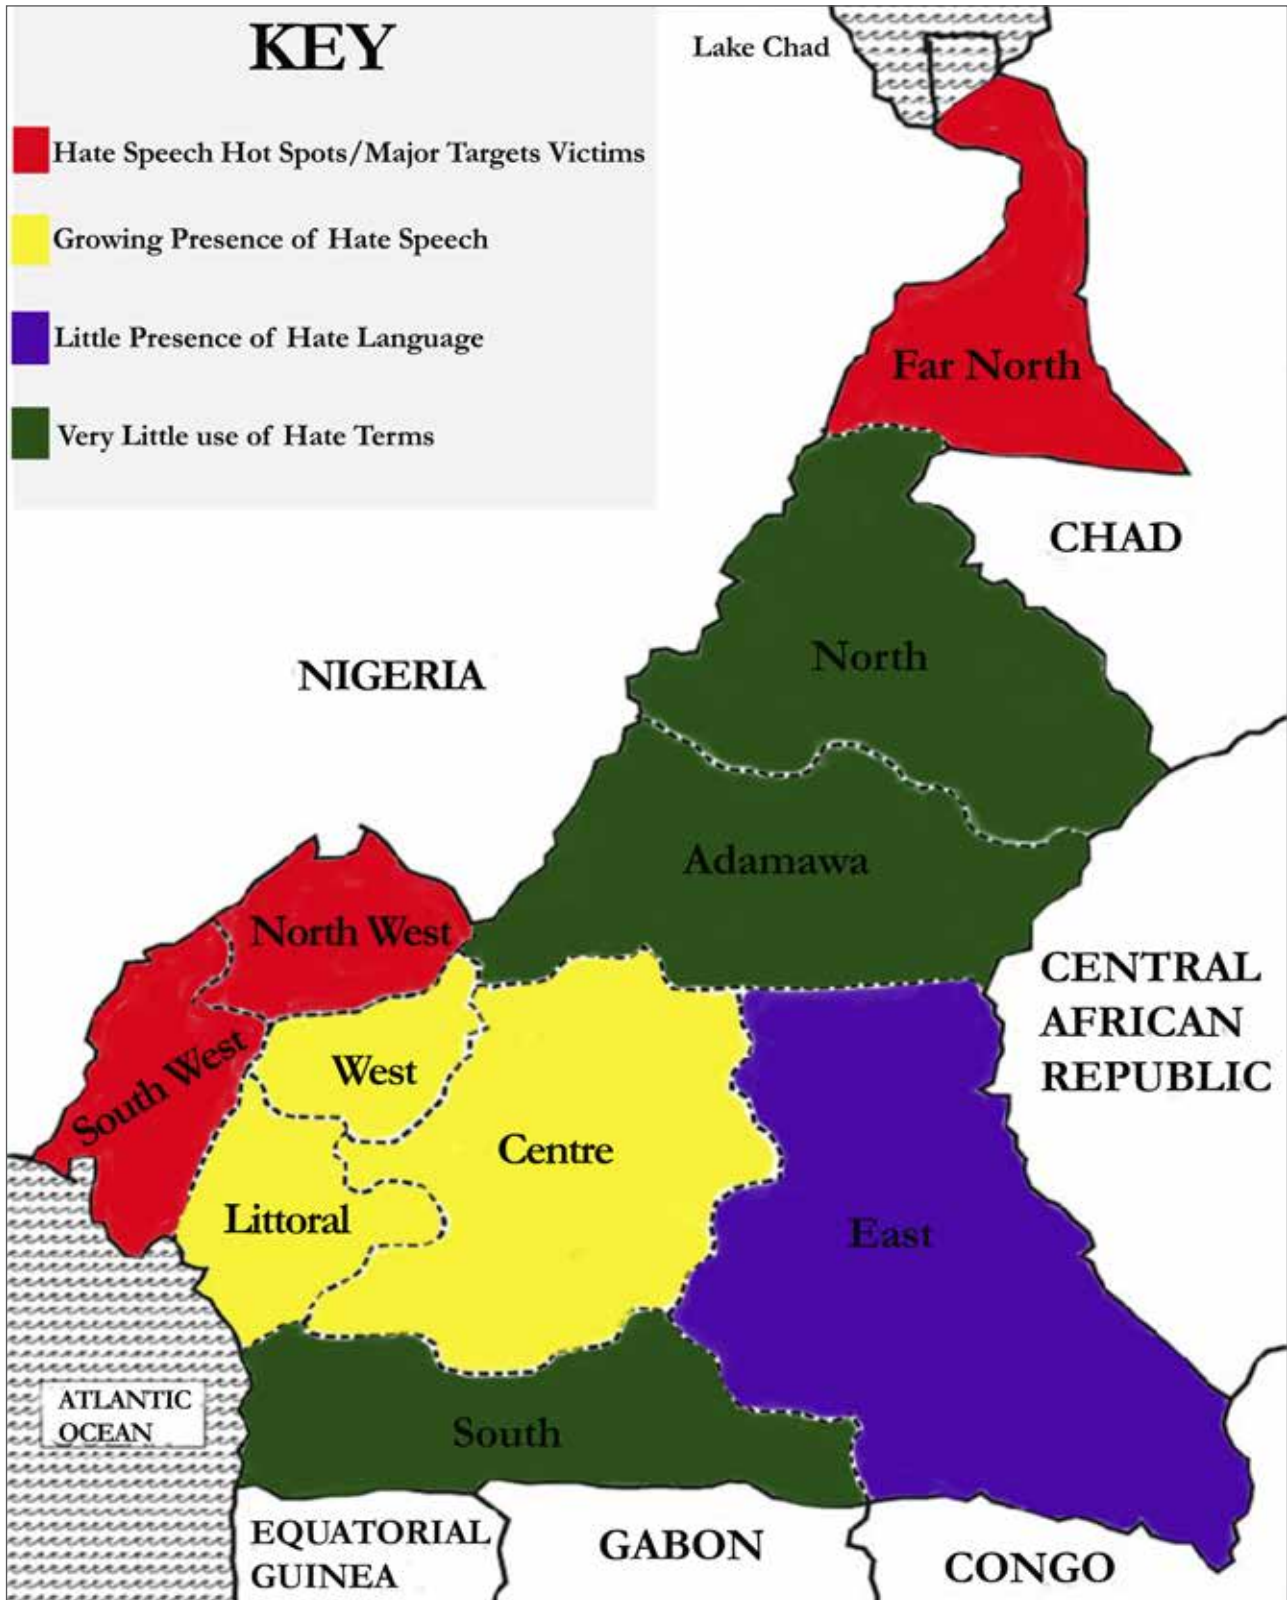 KEY
Hate Speech Hot Spots/Major Targets Victims
Growing Presence of Hate Speech
Little Presence of Hate Language
Very Little use of Hate Terms
Lake Chad
Far North
CHAD
North
NIGERIA
Adamawa
North West
CENTRAL
AFRICAN
REPUBLIC
South West
West
Centre
Littoral
East
ATLANTIC
OCEAN
South
EQUATORIAL
GUINEA
GABON
CONGO